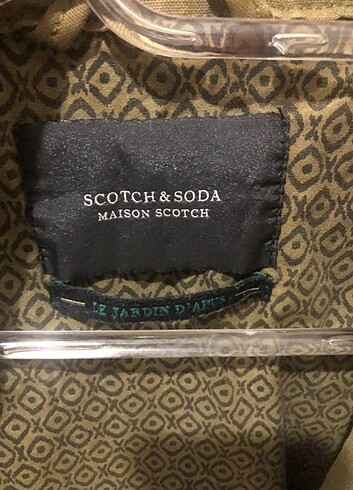 SCOTCH & SODA
MAISON SCOTCH
LE JARDIN D'APUS